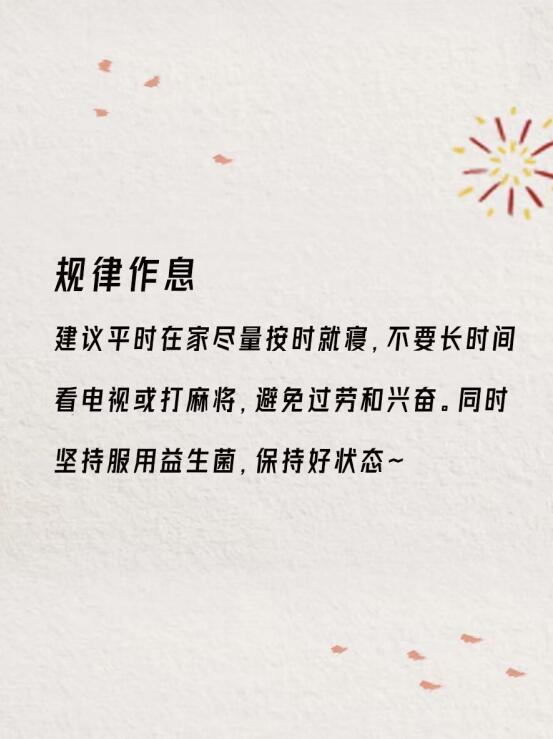 规律作息
建议平时在家尽量按时就寝，不要长时间
看电视或打麻将，避免过劳和兴奋。同时
坚持服用益生菌，保持好状态~